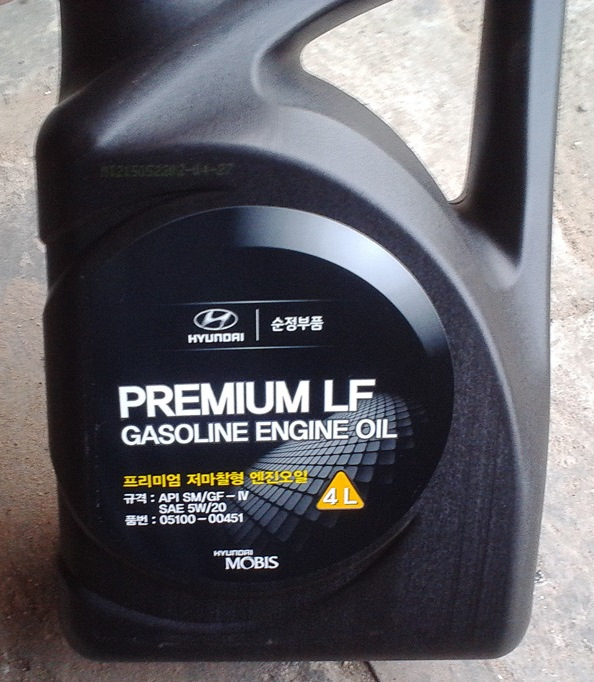 HYUNDAI 순정부품
PREMIUM LF
GASOLINE ENGINE OIL
프리미엄 저마찰형 엔진오일
4 L
규격 : API SM/GF-IV
SAE 5W/20
품번 : 05100-00451
HYUNDAI
MOBIS